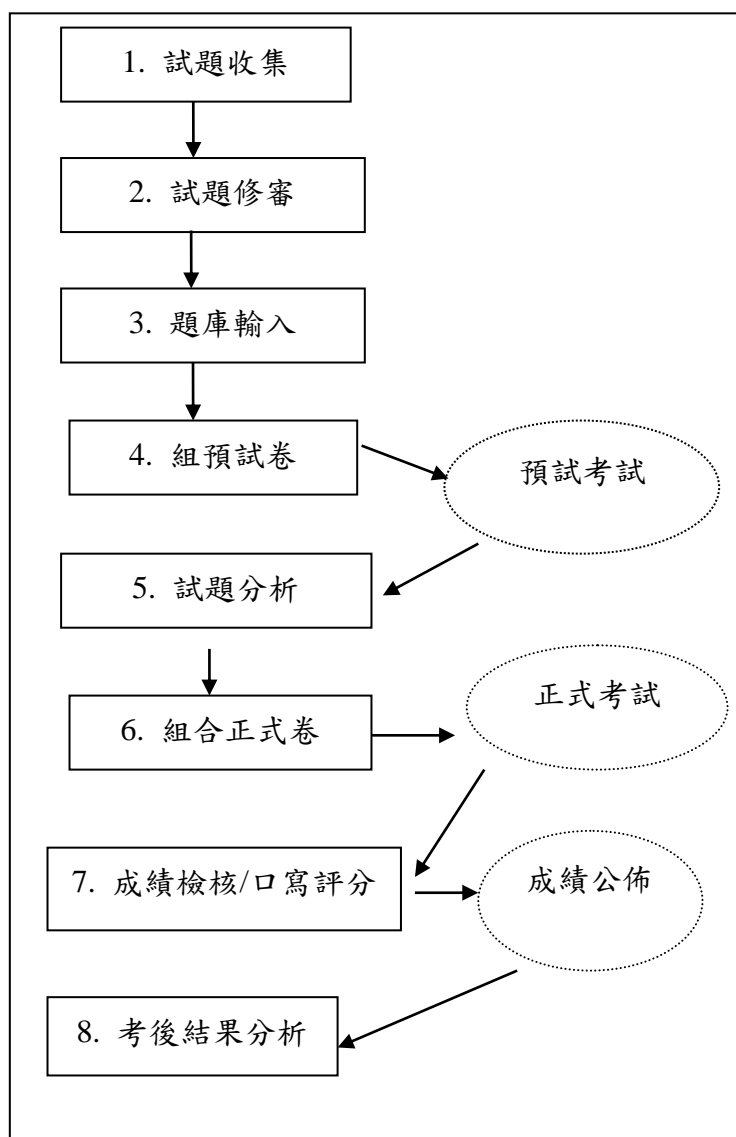 1. 試題收集
2. 試題修審
3. 題庫輸入
4. 組預試卷
預試考試
5. 試題分析
正式考試
6. 組合正式卷
7. 成績檢核/口寫評分
成績公佈
8. 考後結果分析